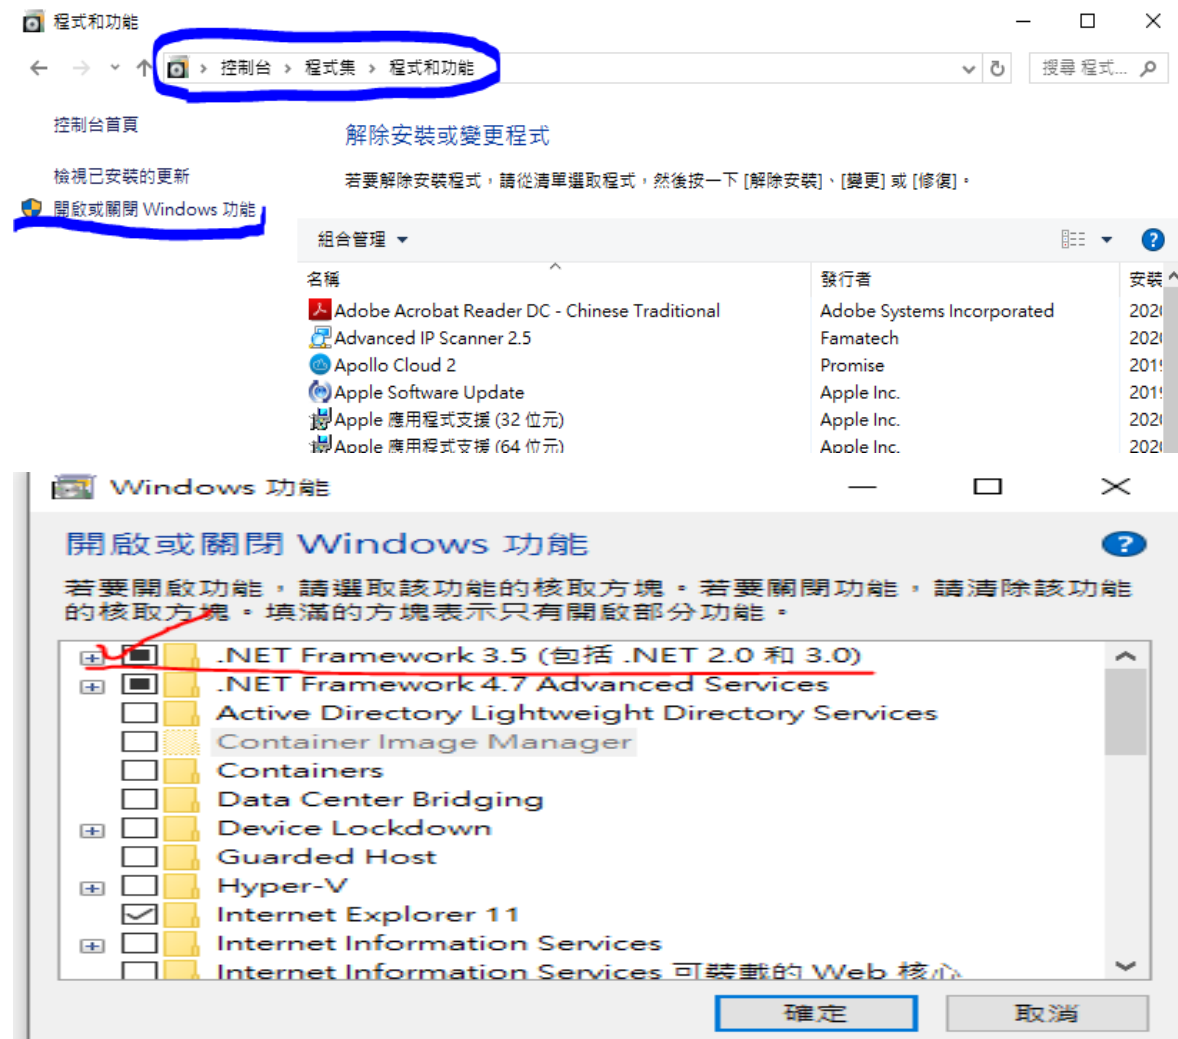 程式和功能
控制台 › 程式集 › 程式和功能
搜尋 程式...
控制台首頁
解除安裝或變更程式
檢視已安裝的更新
若要解除安裝程式，請從清單選取程式，然後按一下 [解除安裝]、[變更] 或 [修復]。
開啟或關閉 Windows 功能
組合管理
名稱 發行者 安裝
Adobe Acrobat Reader DC - Chinese Traditional Adobe Systems Incorporated 202
Advanced IP Scanner 2.5 Famatech 202
Apollo Cloud 2 Promise 201
Apple Software Update Apple Inc. 201
Apple 應用程式支援 (32 位元) Apple Inc. 202
Apple 應用程式支援 (64 位元) Apple Inc. 202
Windows 功能
開啟或關閉 Windows 功能
若要開啟功能，請選取該功能的核取方塊。若要關閉功能，請清除該功能
的核取方塊。填滿的方塊表示只有開啟部分功能。
.NET Framework 3.5 (包括 .NET 2.0 和 3.0)
.NET Framework 4.7 Advanced Services
Active Directory Lightweight Directory Services
Container Image Manager
Containers
Data Center Bridging
Device Lockdown
Guarded Host
Hyper-V
Internet Explorer 11
Internet Information Services
Internet Information Services 可裝載的 Web 核心
確定 取消